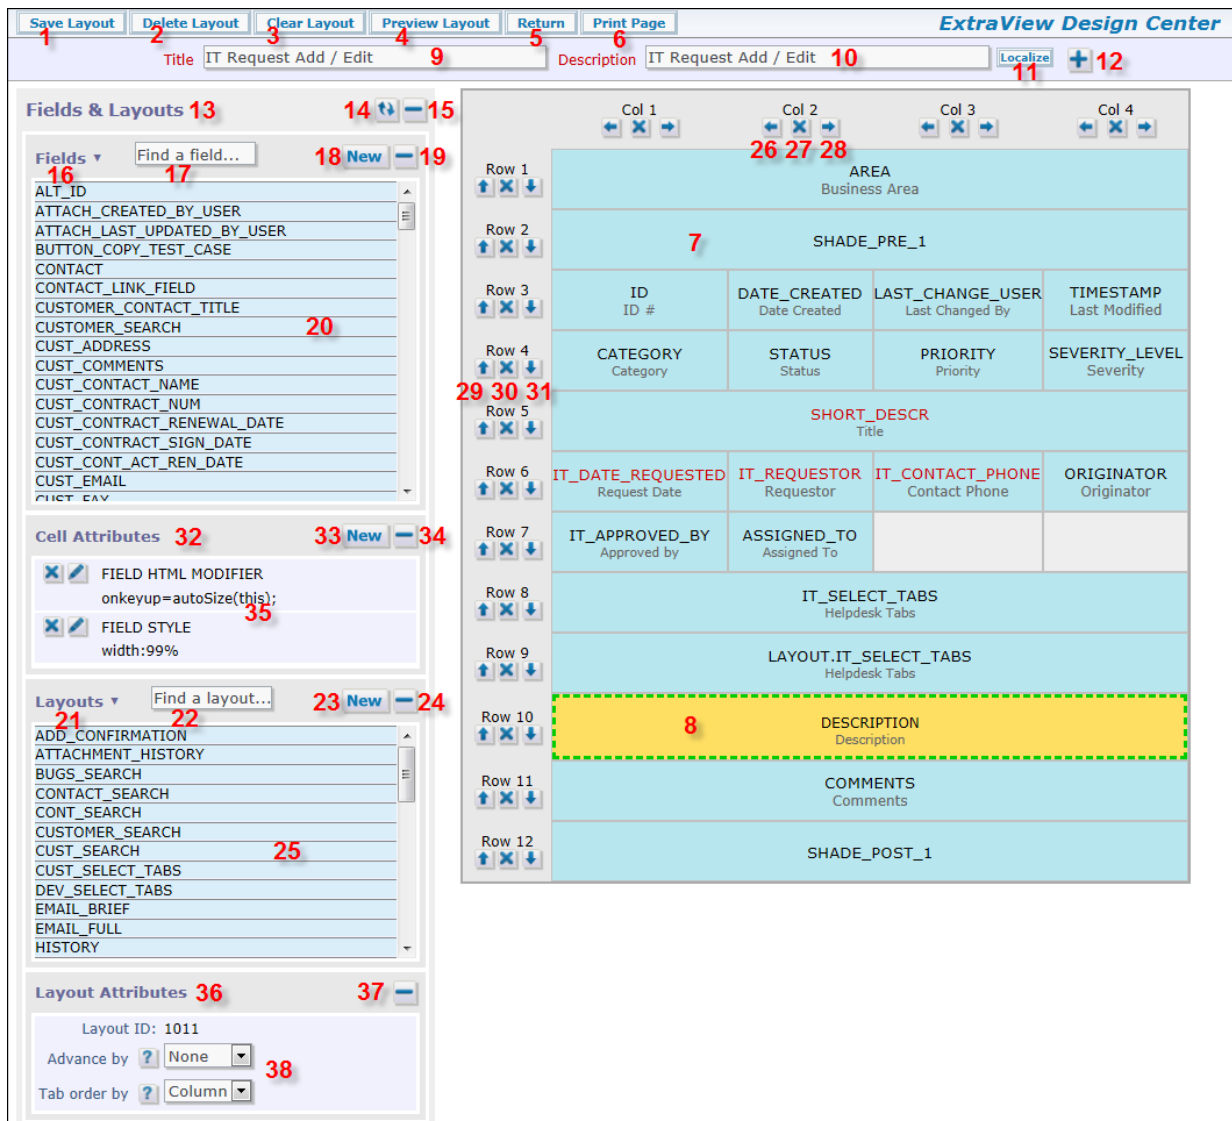 Save Layout Delete Layout Clear Layout Preview Layout Return Print Page ExtraView Design Center
1 2 3 4 5 6
Title IT Request Add / Edit 9 Description IT Request Add / Edit 10 Localize 11 12
Fields & Layouts 13 14 15
Fields 16 Find a field... 17 18 New 19
ALT_ID
ATTACH_CREATED_BY_USER
ATTACH_LAST_UPDATED_BY_USER
BUTTON_COPY_TEST_CASE
CONTACT
CONTACT_LINK_FIELD
CUSTOMER_CONTACT_TITLE
CUSTOMER_SEARCH 20
CUST_ADDRESS
CUST_COMMENTS
CUST_CONTACT_NAME
CUST_CONTRACT_NUM
CUST_CONTRACT_RENEWAL_DATE
CUST_CONTRACT_SIGN_DATE
CUST_CONT_ACT_REN_DATE
CUST_EMAIL
CUST_FAX
Cell Attributes 32 33 New 34
FIELD HTML MODIFIER
onkeyup=autoSize(this);
35
FIELD STYLE
width:99%
Layouts 21 Find a layout... 22 23 New 24
ADD_CONFIRMATION
ATTACHMENT_HISTORY
BUGS_SEARCH
CONTACT_SEARCH
CONT_SEARCH
CUSTOMER_SEARCH
CUST_SEARCH 25
CUST_SELECT_TABS
DEV_SELECT_TABS
EMAIL_BRIEF
EMAIL_FULL
HISTORY
Layout Attributes 36 37
Layout ID: 1011
Advance by ? None
38
Tab order by ? Column
Col 1 Col 2 Col 3 Col 4
26 27 28
Row 1 AREA
Business Area
Row 2 7 SHADE_PRE_1
Row 3 ID DATE_CREATED LAST_CHANGE_USER TIMESTAMP
ID # Date Created Last Changed By Last Modified
Row 4 CATEGORY STATUS PRIORITY SEVERITY_LEVEL
Category Status Priority Severity
29 30 31
Row 5 SHORT_DESCR
Title
Row 6 IT_DATE_REQUESTED IT_REQUESTOR IT_CONTACT_PHONE ORIGINATOR
Request Date Requestor Contact Phone Originator
Row 7 IT_APPROVED_BY ASSIGNED_TO
Approved by Assigned To
Row 8 IT_SELECT_TABS
Helpdesk Tabs
Row 9 LAYOUT.IT_SELECT_TABS
Helpdesk Tabs
Row 10 8 DESCRIPTION
Description
Row 11 COMMENTS
Comments
Row 12 SHADE_POST_1